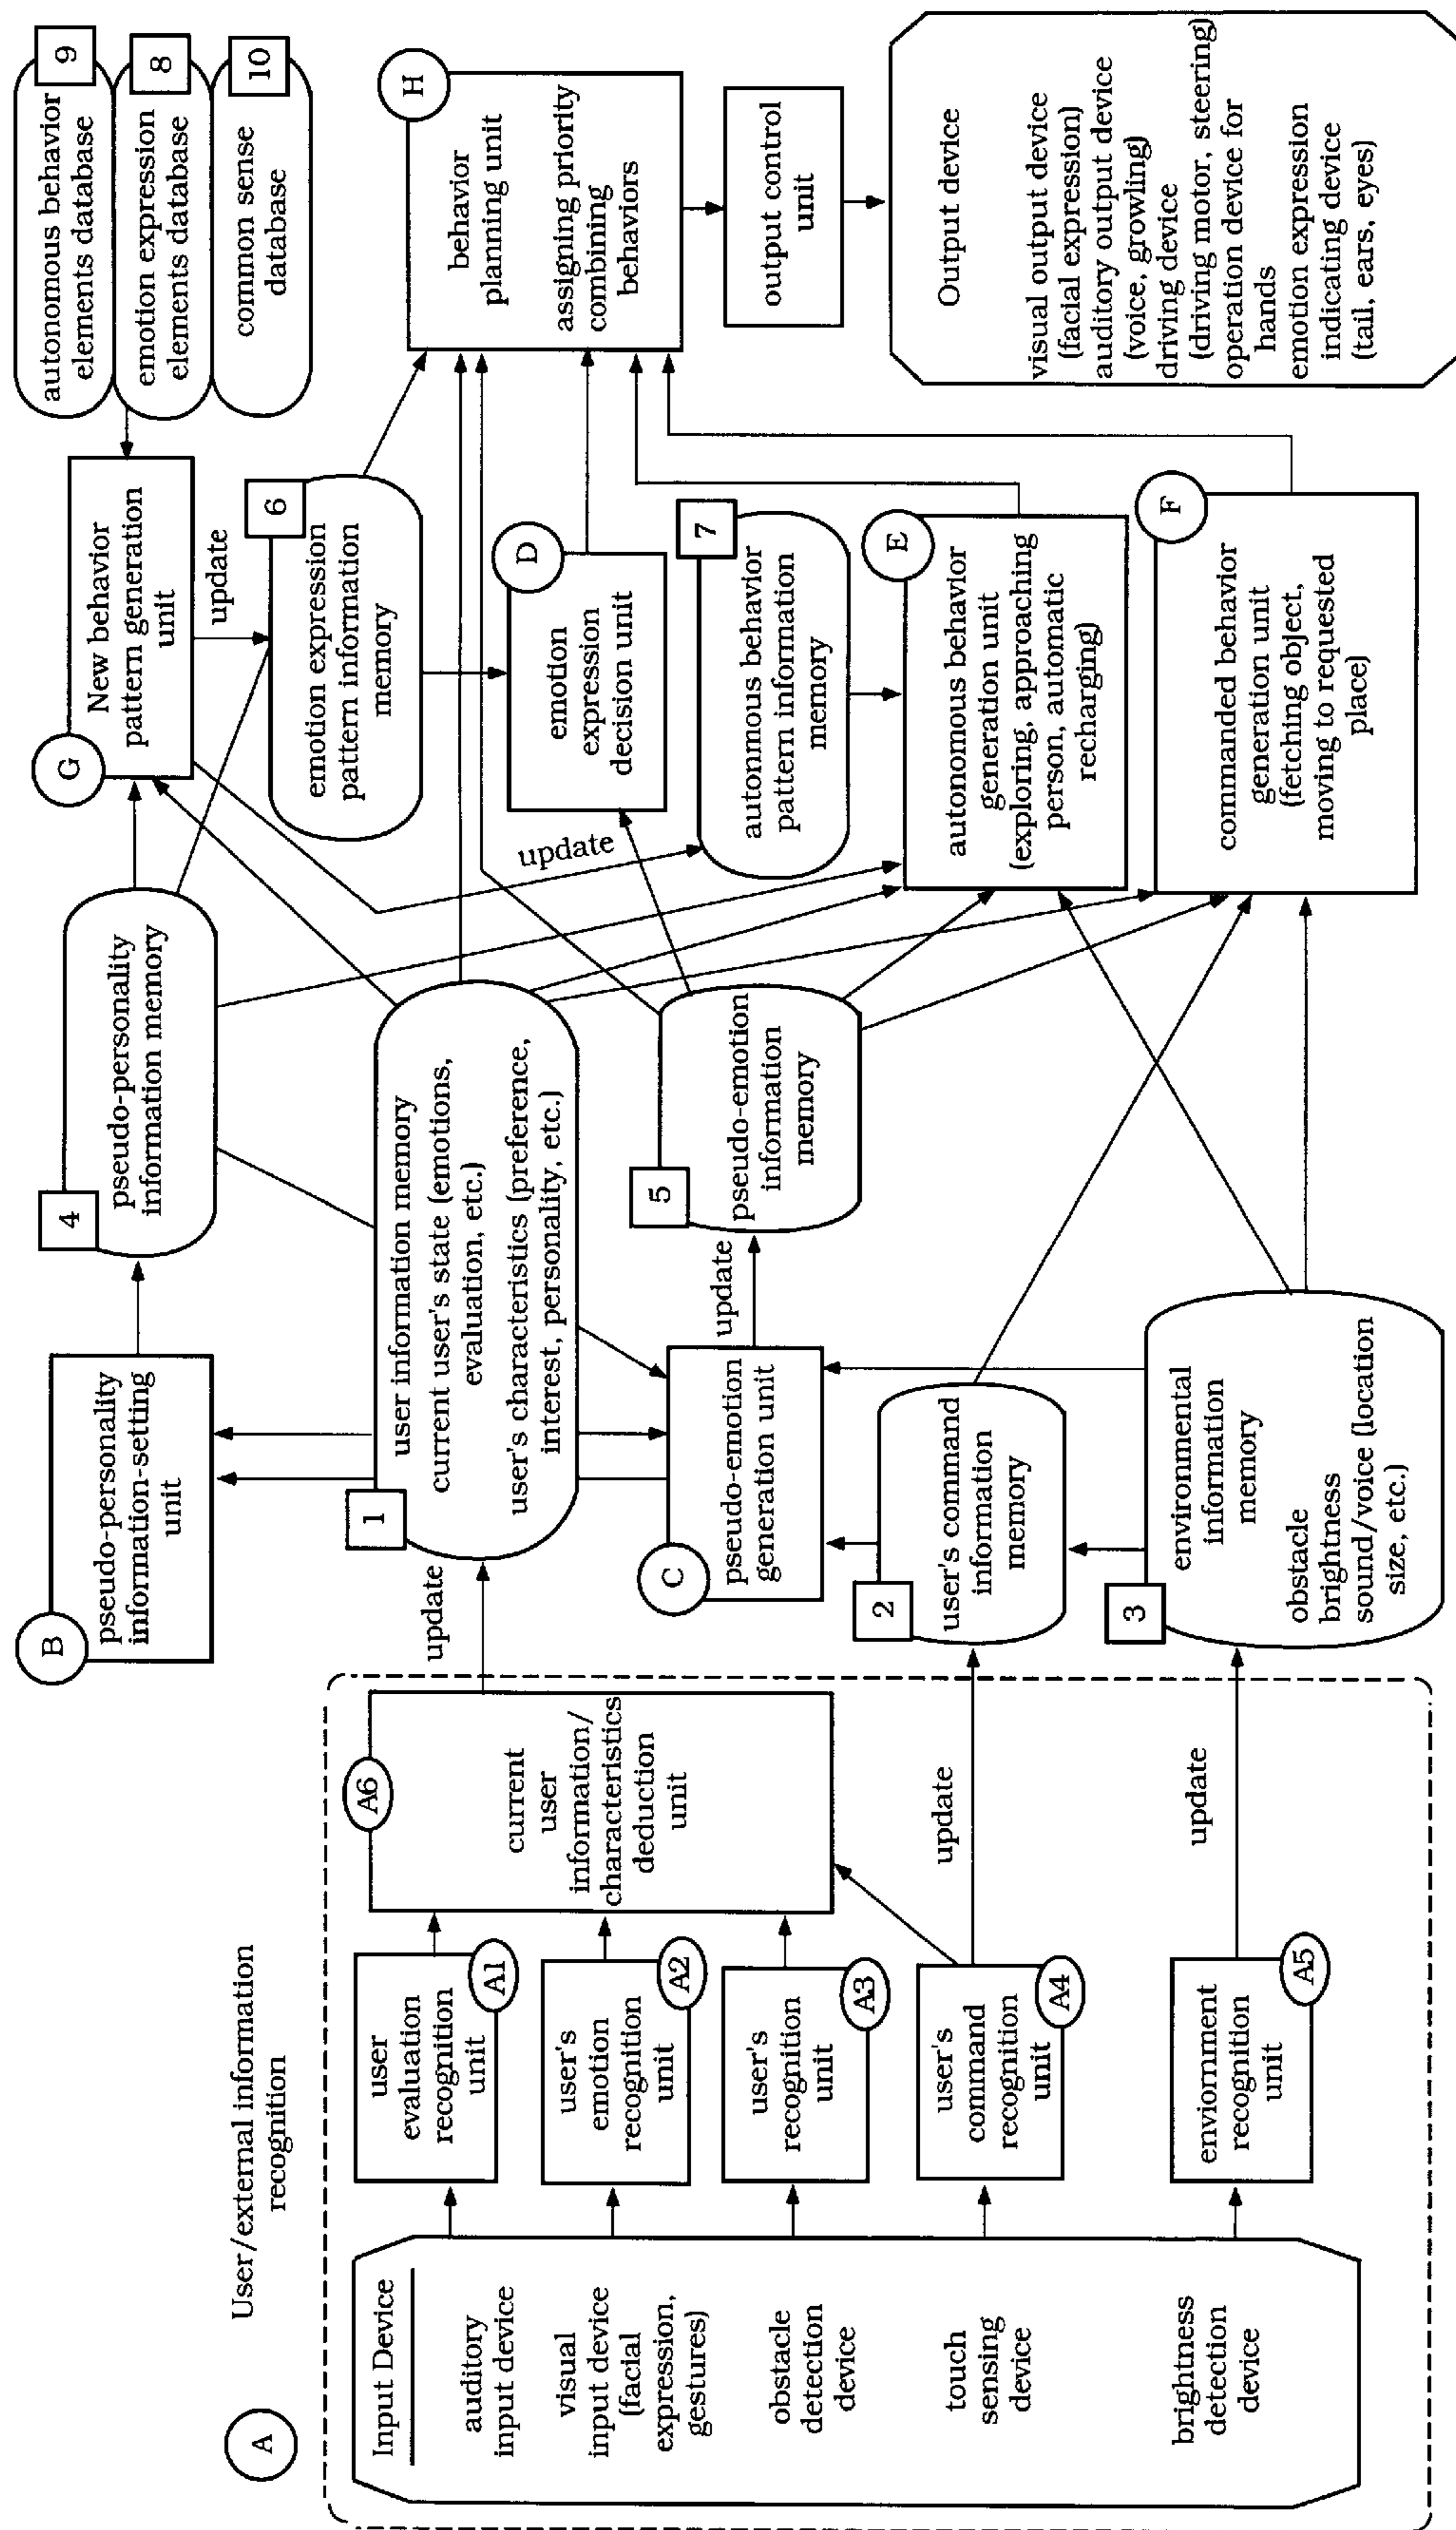 A
User/external information
recognition
Input Device
auditory
input device
visual
input device
(facial
expression,
gestures)
obstacle
detection
device
touch
sensing
device
brightness
detection
device
user
evaluation
recognition
unit
A1
user's
emotion
recognition
unit
A2
user's
recognition
unit
A3
user's
command
recognition
unit
A4
enviornment
recognition
unit
A5
A6
current
user
information/
characteristics
deduction
unit
update
update
update
B
pseudo-personality
information-setting
unit
4
pseudo-personality
information memory
1
user information memory
current user's state (emotions,
evaluation, etc.)
user's characteristics (preference,
interest, personality, etc.)
C
pseudo-emotion
generation unit
update
5
pseudo-emotion
information
memory
2
user's command
information
memory
3
environmental
information
memory
obstacle
brightness
sound/voice (location
size, etc.)
G
New behavior
pattern generation
unit
update
6
emotion expression
pattern information
memory
D
emotion
expression
decision unit
update
7
autonmous behavior
pattern information
memory
E
autonomous behavior
generation unit
(exploring, approaching
person, automatic
recharging)
F
commanded behavior
generation unit
(fetching object,
moving to requested
place)
9
autonomous behavior
elements database
8
emotion expression
elements database
10
common sense
database
H
behavior
planning unit
assigning priority
combining
behaviors
output control
unit
Output device
visual output device
(facial expression)
auditory output device
(voice, growling)
driving device
(driving motor, steering)
operation device for
hands
emotion expression
indicating device
(tail, ears, eyes)